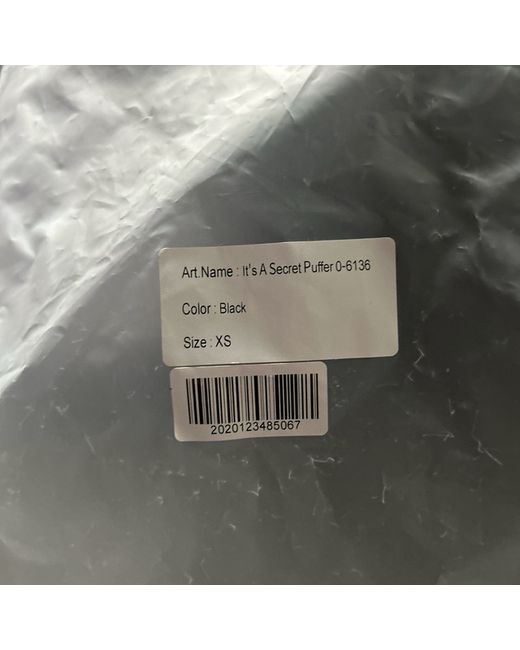 Art.Name : It's A Secret Puffer 0-6136
Color : Black
Size : XS
2020123485067